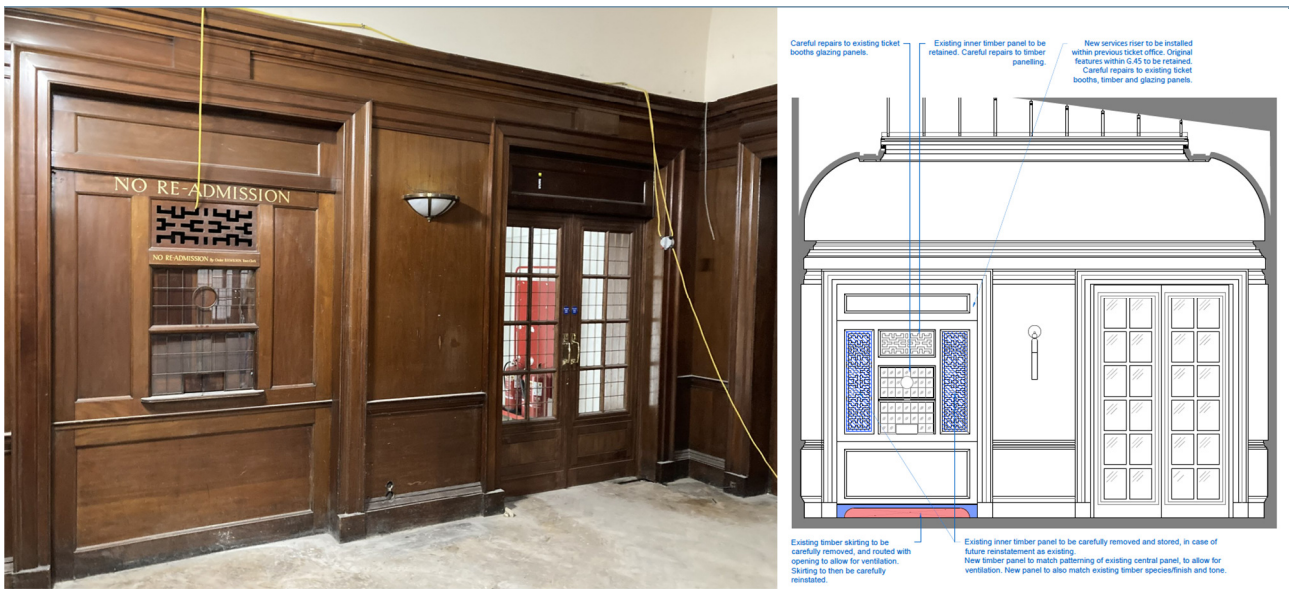 NO RE-ADMISSION
NO RE-ADMISSION
Careful repairs to existing ticket
booths glazing panels.
Existing inner timber panel to be
retained. Careful repairs to timber
panelling.
New services riser to be installed
within previous ticket office. Original
features within G.45 to be retained.
Careful repairs to existing ticket
booths, timber and glazing panels.
Existing timber skirting to be
carefully removed, and routed with
opening to allow for ventilation.
Skirting to then be carefully
reinstated.
Existing inner timber panel to be carefully removed and stored, in case of
future reinstatement as existing.
New timber panel to match patterning of existing central panel, to allow for
ventilation. New panel to also match existing timber species/finish and tone.